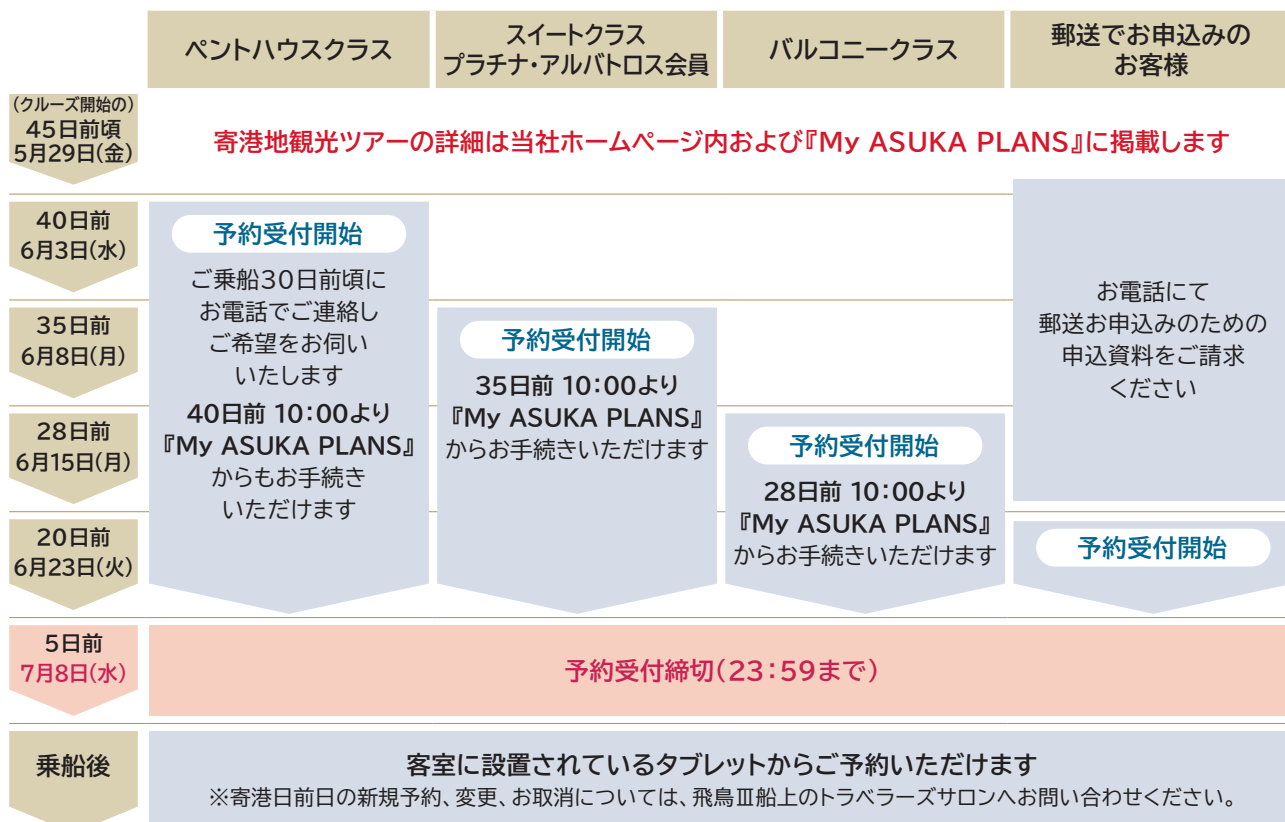 ペントハウスクラス
スイートクラス
プラチナ・アルバトロス会員
バルコニークラス
郵送でお申込みの
お客様
(クルーズ開始の)
45日前頃
5月29日(金)
寄港地観光ツアーの詳細は当社ホームページ内および『My ASUKA PLANS』に掲載します
40日前
6月3日(水)
予約受付開始
ご乗船30日前頃に
お電話でご連絡し
ご希望をお伺い
いたします
40日前 10:00より
『My ASUKA PLANS』
からもお手続き
いただけます
お電話にて
郵送お申込みのための
申込資料をご請求
ください
35日前
6月8日(月)
予約受付開始
35日前 10:00より
『My ASUKA PLANS』
からお手続きいただけます
28日前
6月15日(月)
予約受付開始
28日前 10:00より
『My ASUKA PLANS』
からお手続きいただけます
20日前
6月23日(火)
予約受付開始
5日前
7月8日(水)
予約受付締切(23:59まで)
乗船後
客室に設置されているタブレットからご予約いただけます
※寄港日前日の新規予約、変更、お取消については、飛鳥Ⅲ船上のトラベラーズサロンへお問い合わせください。